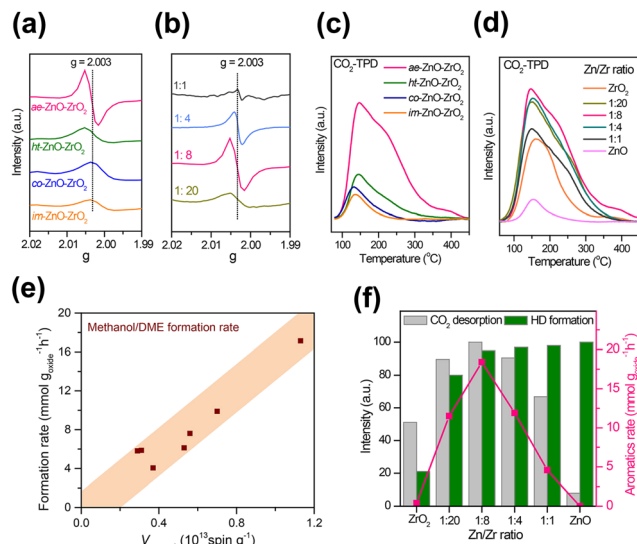 (a)
g = 2.003
Intensity (a.u.)
ae-ZnO-ZrO2
ht-ZnO-ZrO2
co-ZnO-ZrO2
im-ZnO-ZrO2
2.02 2.01 2.00 1.99
g
(b)
g = 2.003
1:1
1: 4
1: 8
1: 20
2.02 2.01 2.00 1.99
g
(c)
CO2-TPD
ae-ZnO-ZrO2
ht-ZnO-ZrO2
co-ZnO-ZrO2
im-ZnO-ZrO2
Intensity (a.u.)
100 200 300 400
Temperature (°C)
(d)
CO2-TPD
Zn/Zr ratio
ZrO2
1:20
1:8
1:4
1:1
ZnO
Intensity (a.u.)
100 200 300 400
Temperature (°C)
(e)
Methanol/DME formation rate
Formation rate (mmol goxide-1h-1)
20
16
12
8
4
0
0.0 0.4 0.8 1.2
V (10^13spin g-1)
(f)
CO2 desorption
HD formation
Intensity (a.u.)
100
80
60
40
20
0
Aromatics rate (mmol goxide-1h-1)
25
20
15
10
5
0
ZrO2 1:20 1:8 1:4 1:1 ZnO
Zn/Zr ratio